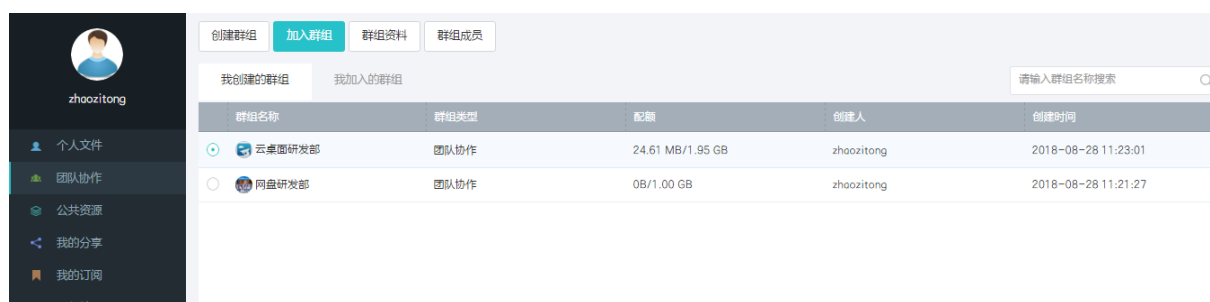 创建群组 加入群组 群组资料 群组成员
我创建的群组 我加入的群组 请输入群组名称搜索
zhaozitong
群组名称 群组类型 配额 创建人 创建时间
个人文件
云桌面研发部 团队协作 24.61 MB/1.95 GB zhaozitong 2018-08-28 11:23:01
团队协作
网盘研发部 团队协作 0B/1.00 GB zhaozitong 2018-08-28 11:21:27
公共资源
我的分享
我的订阅